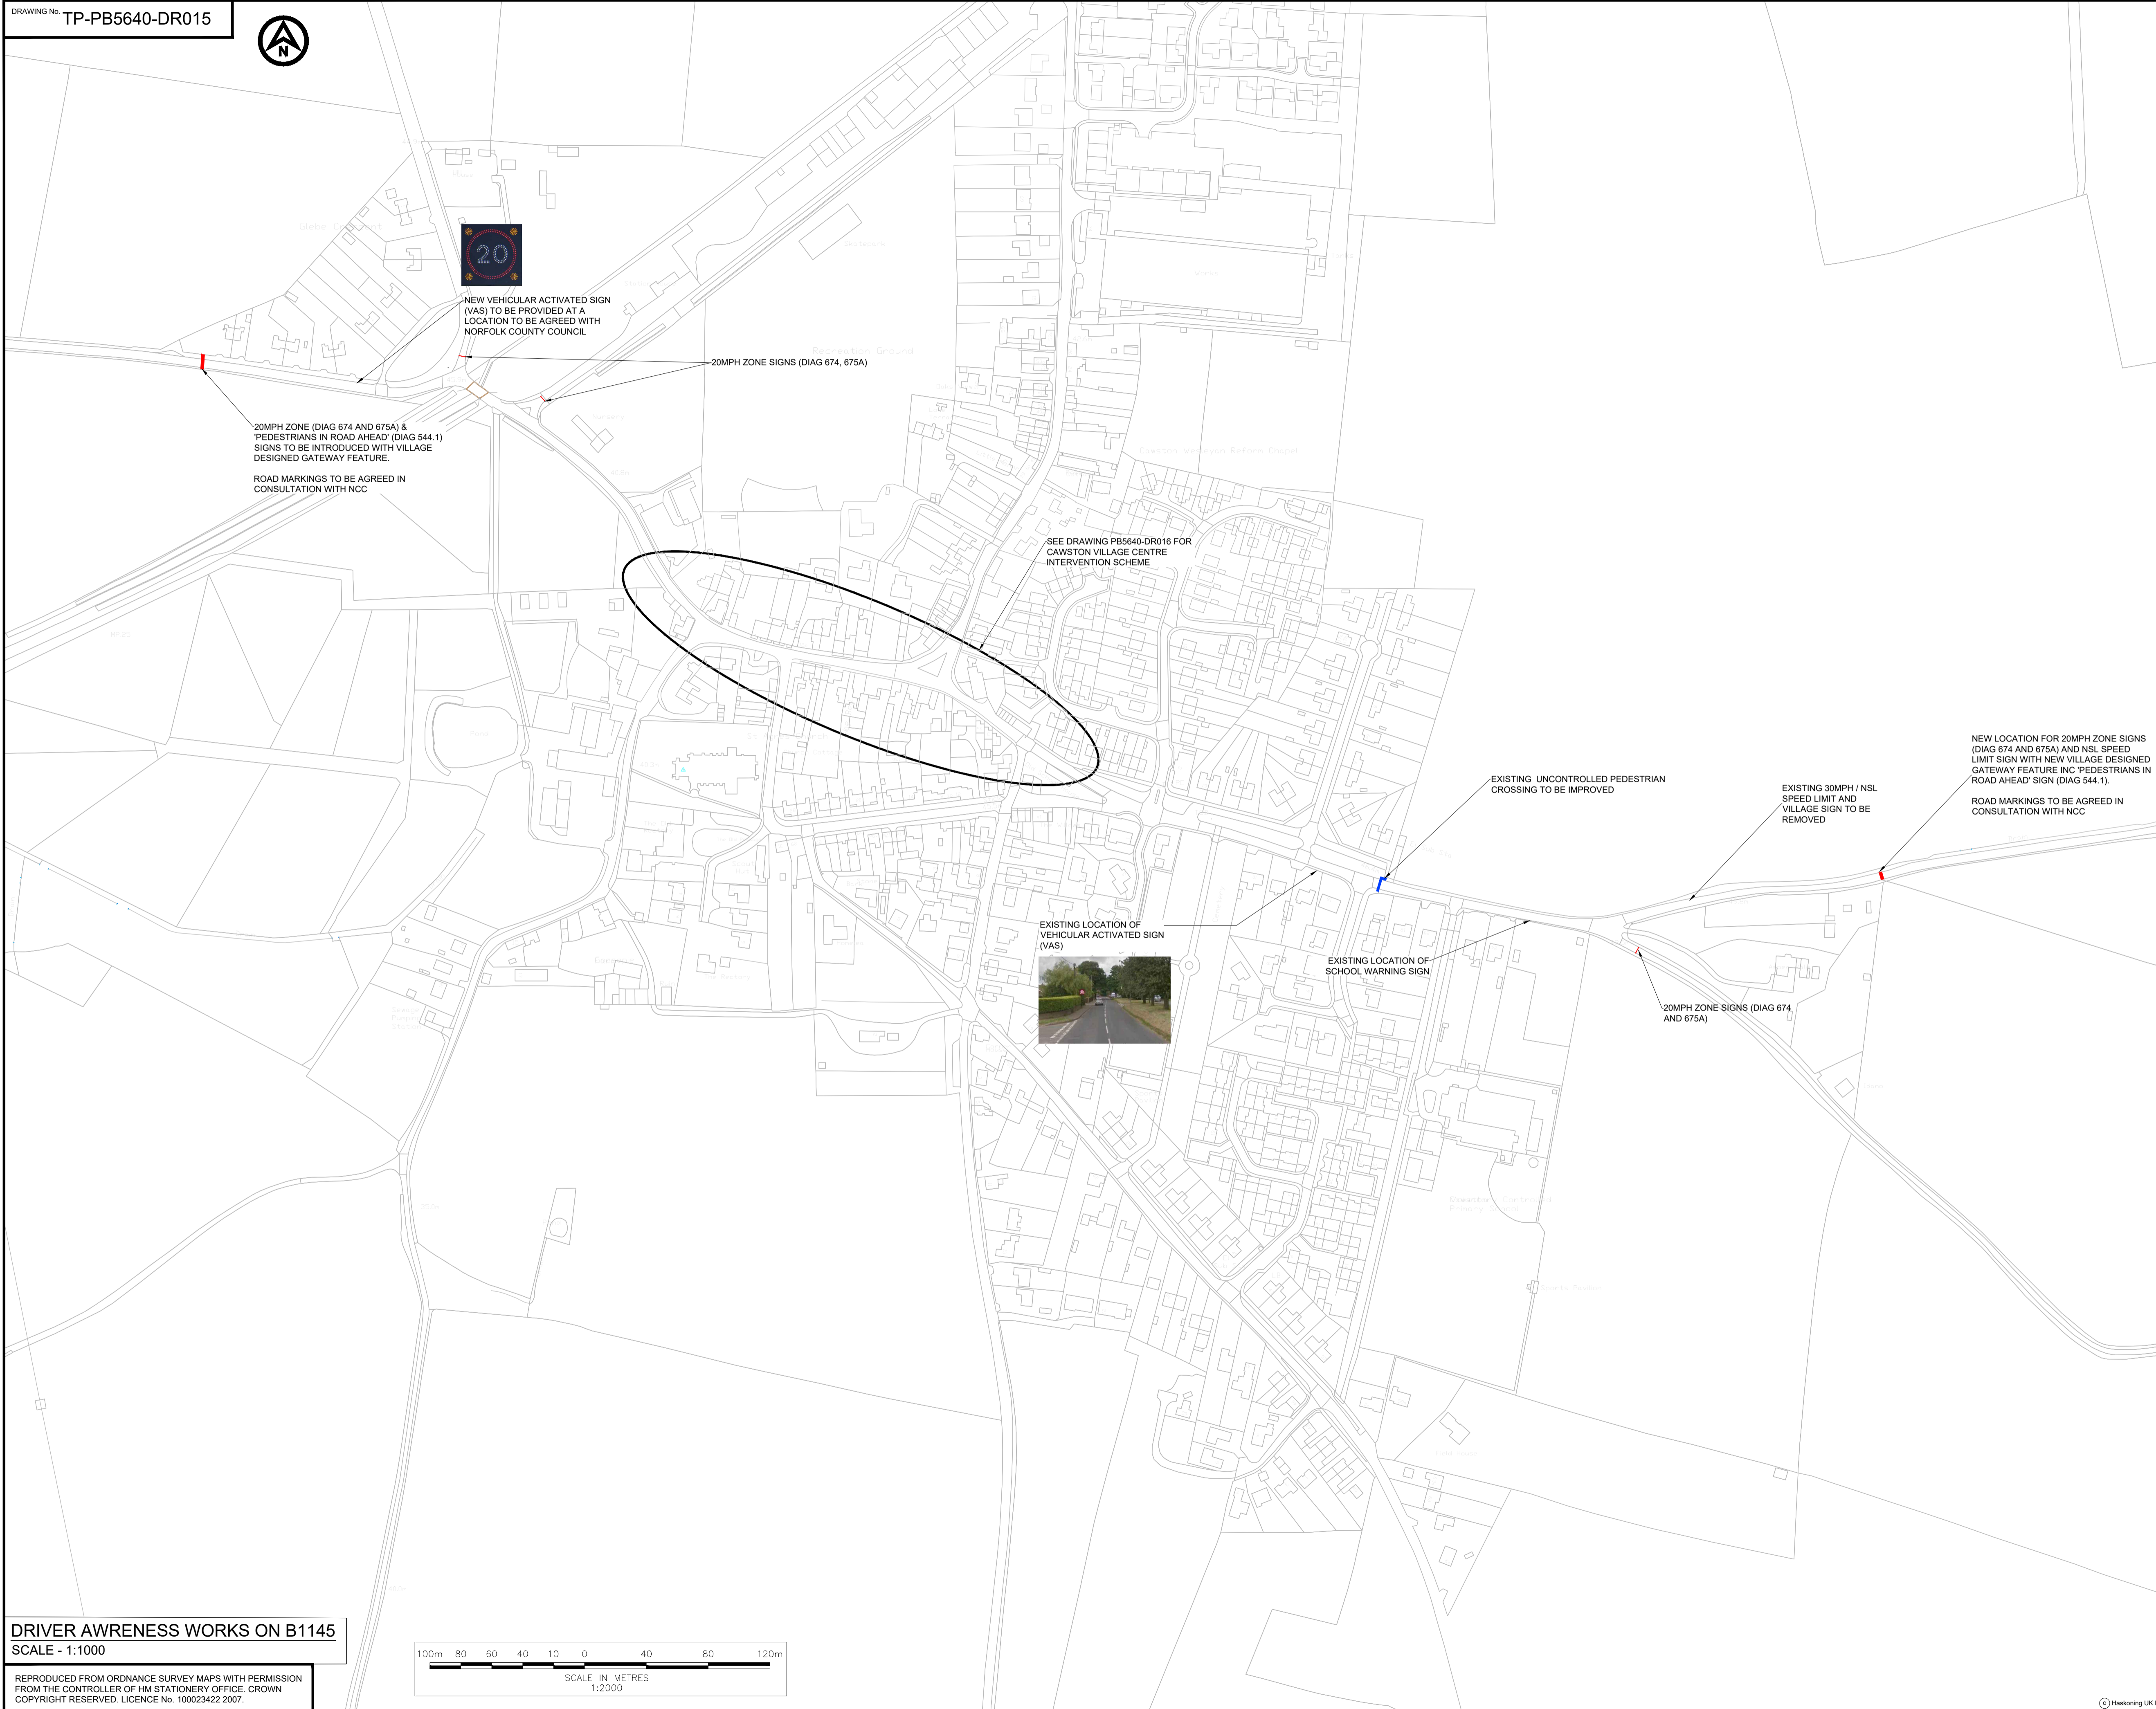 DRAWING No. TP-PB5640-DR015
N
20
NEW VEHICULAR ACTIVATED SIGN
(VAS) TO BE PROVIDED AT A
LOCATION TO BE AGREED WITH
NORFOLK COUNTY COUNCIL
20MPH ZONE SIGNS (DIAG 674, 675A)
20MPH ZONE (DIAG 674 AND 675A) &
'PEDESTRIANS IN ROAD AHEAD' (DIAG 544.1)
SIGNS TO BE INTRODUCED WITH VILLAGE
DESIGNED GATEWAY FEATURE.
ROAD MARKINGS TO BE AGREED IN
CONSULTATION WITH NCC
Recreation Ground
Nursery
Works
Cawston Wesleyan Reform Chapel
SEE DRAWING PB5640-DR016 FOR
CAWSTON VILLAGE CENTRE
INTERVENTION SCHEME
Pond
NEW LOCATION FOR 20MPH ZONE SIGNS
(DIAG 674 AND 675A) AND NSL SPEED
LIMIT SIGN WITH NEW VILLAGE DESIGNED
GATEWAY FEATURE INC 'PEDESTRIANS IN
ROAD AHEAD' SIGN (DIAG 544.1).
ROAD MARKINGS TO BE AGREED IN
CONSULTATION WITH NCC
EXISTING UNCONTROLLED PEDESTRIAN
CROSSING TO BE IMPROVED
EXISTING 30MPH / NSL
SPEED LIMIT AND
VILLAGE SIGN TO BE
REMOVED
EXISTING LOCATION OF
VEHICULAR ACTIVATED SIGN
(VAS)
EXISTING LOCATION OF
SCHOOL WARNING SIGN
20MPH ZONE SIGNS (DIAG 674
AND 675A)
Primary School
DRIVER AWRENESS WORKS ON B1145
SCALE - 1:1000
REPRODUCED FROM ORDNANCE SURVEY MAPS WITH PERMISSION
FROM THE CONTROLLER OF HM STATIONERY OFFICE. CROWN
COPYRIGHT RESERVED. LICENCE No. 100023422 2007.
100m 80 60 40 10 0 40 80 120m
SCALE IN METRES
1:2000
© Haskoning UK